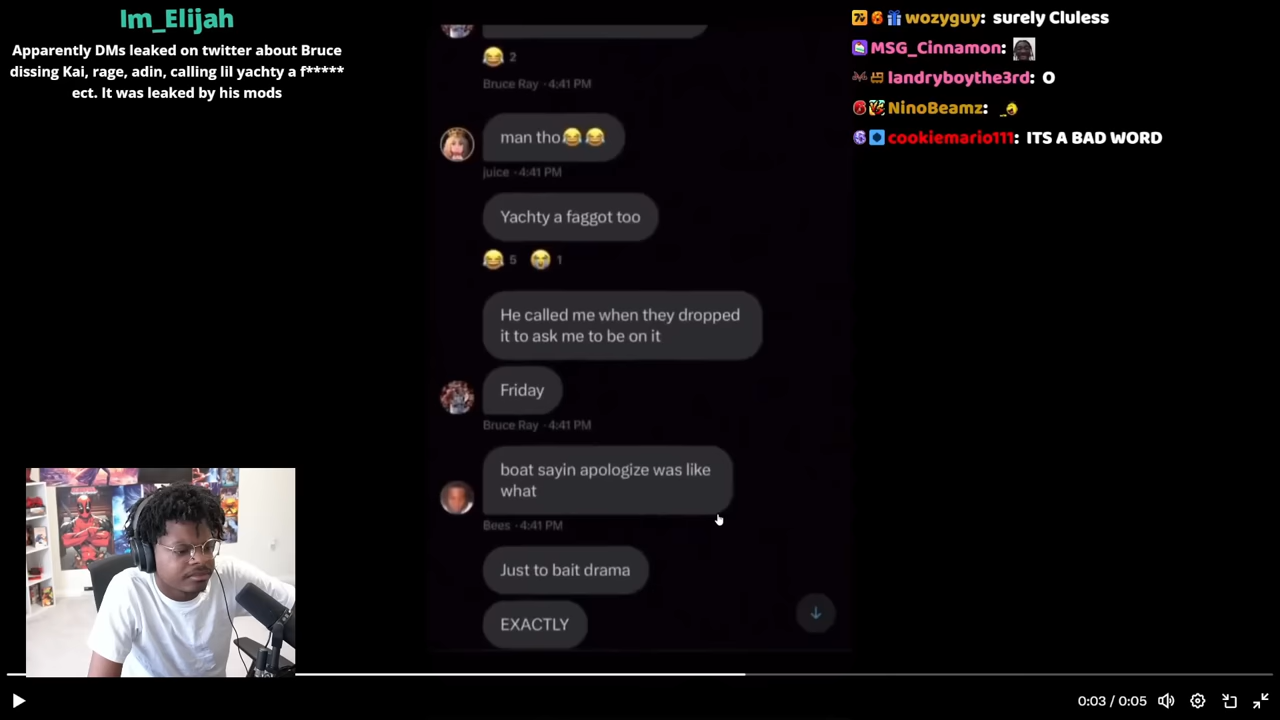 Im_Elijah
Apparently DMs leaked on twitter about Bruce
dissing Kai, rage, adin, calling lil yachty a f*****
ect. It was leaked by his mods
wozyguy: surely Cluless
MSG_Cinnamon:
landryboythe3rd: O
NinoBeamz:
cookiemario111: ITS A BAD WORD
😂 2
Bruce Ray · 4:41 PM
man tho😂😂
juice · 4:41 PM
Yachty a faggot too
😂 5 😭 1
He called me when they dropped
it to ask me to be on it
Friday
Bruce Ray · 4:41 PM
boat sayin apologize was like
what
Bees · 4:41 PM
Just to bait drama
EXACTLY
0:03 / 0:05